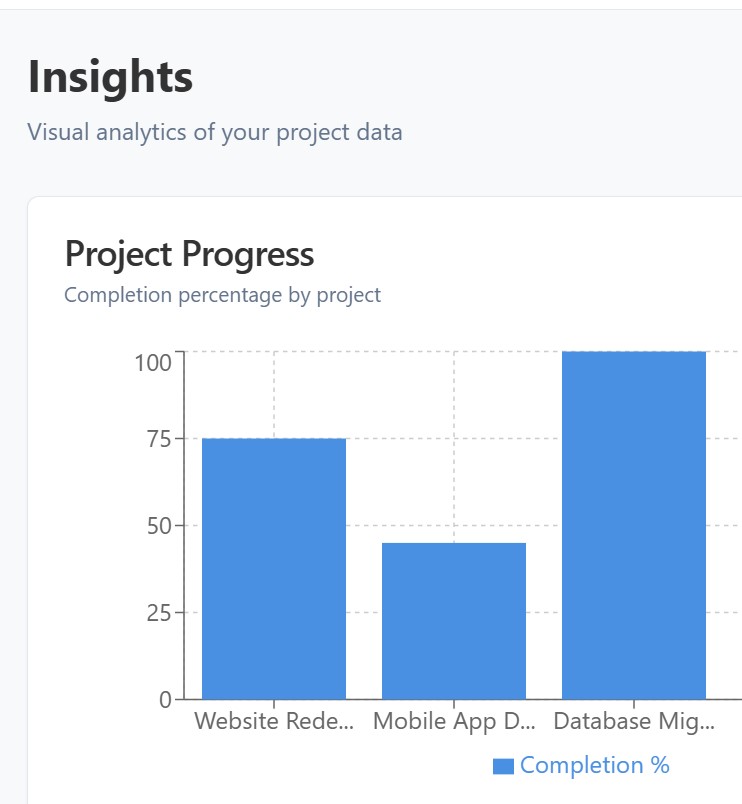 Insights
Visual analytics of your project data
Project Progress
Completion percentage by project
100
75
50
25
0
Website Rede... Mobile App D... Database Mig...
Completion %